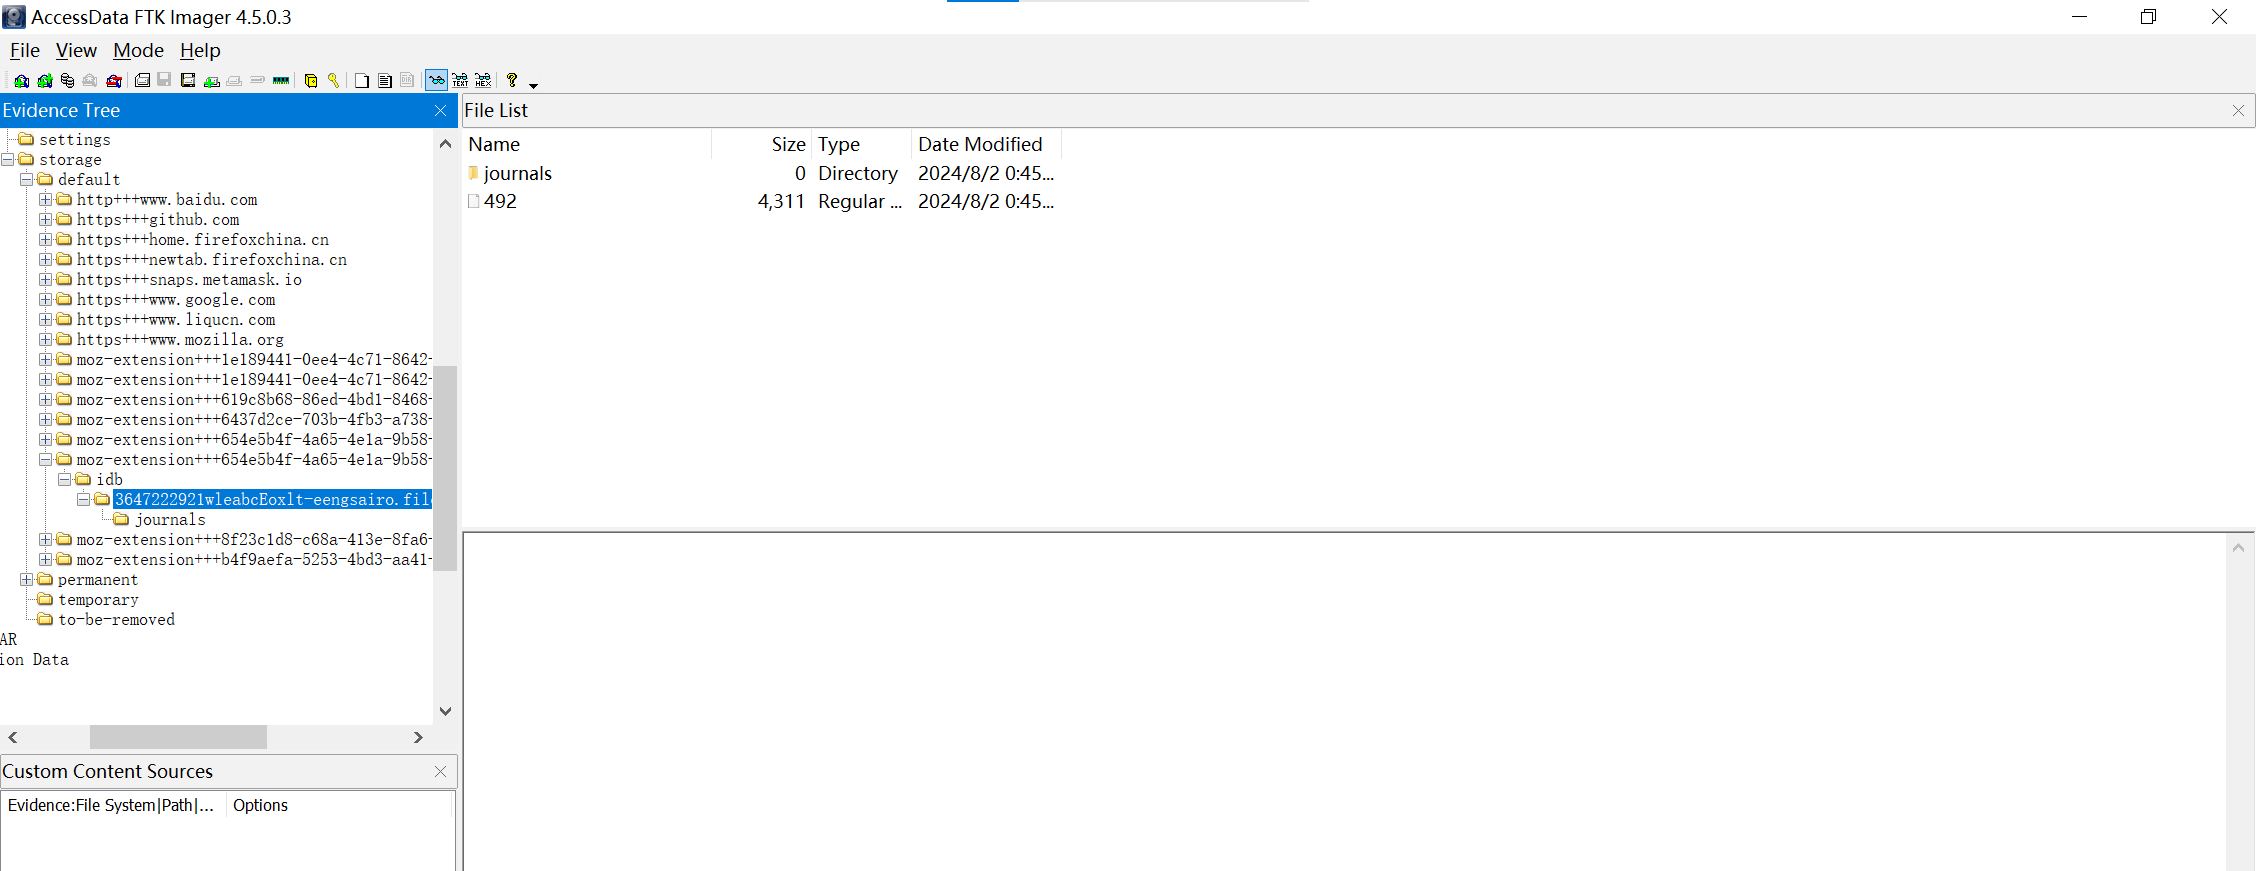 AccessData FTK Imager 4.5.0.3
File View Mode Help
Evidence Tree
settings
storage
default
http+++www.baidu.com
https+++github.com
https+++home.firefoxchina.cn
https+++newtab.firefoxchina.cn
https+++snaps.metamask.io
https+++www.google.com
https+++www.liqucn.com
https+++www.mozilla.org
moz-extension+++1e189441-0ee4-4c71-8642-
moz-extension+++1e189441-0ee4-4c71-8642-
moz-extension+++619c8b68-86ed-4bd1-8468-
moz-extension+++6437d2ce-703b-4fb3-a738-
moz-extension+++654e5b4f-4a65-4e1a-9b58-
moz-extension+++654e5b4f-4a65-4e1a-9b58-
idb
3647222921wleabcEoxlt-eengsairo.file
journals
moz-extension+++8f23c1d8-c68a-413e-8fa6-
moz-extension+++b4f9aefa-5253-4bd3-aa41-
permanent
temporary
to-be-removed
AR
ion Data
Custom Content Sources
Evidence:File System|Path|... Options
File List
Name Size Type Date Modified
journals 0 Directory 2024/8/2 0:45...
492 4,311 Regular ... 2024/8/2 0:45...